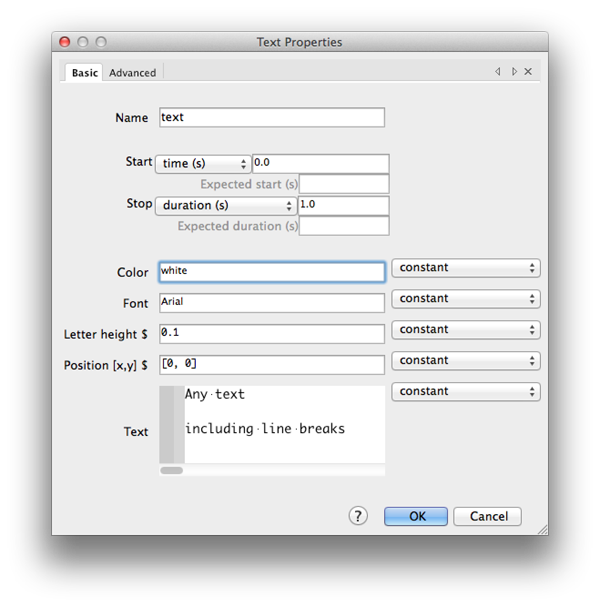 Text Properties
Basic Advanced
Name text
Start time (s) 0.0
Expected start (s)
Stop duration (s) 1.0
Expected duration (s)
Color white constant
Font Arial constant
Letter height $ 0.1 constant
Position [x,y] $ [0, 0] constant
Any·text constant
Text including·line·breaks
? OK Cancel